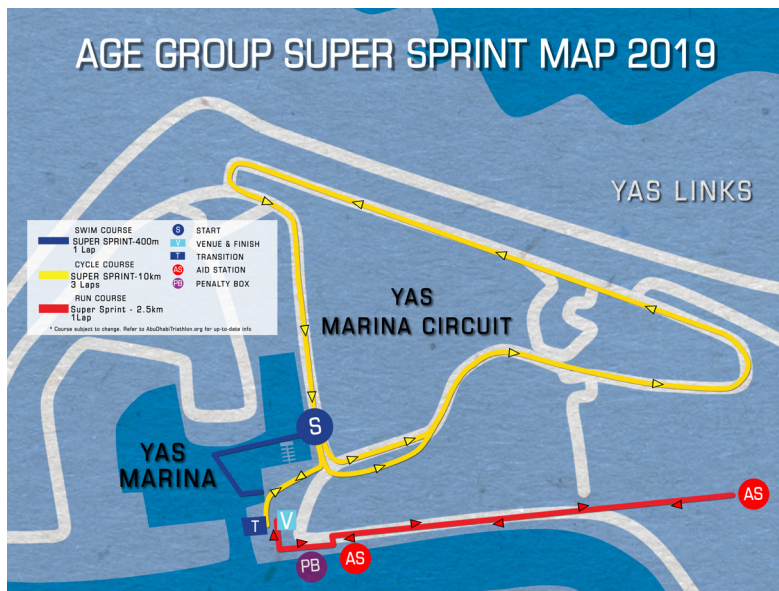 AGE GROUP SUPER SPRINT MAP 2019
YAS LINKS
SWIM COURSE
SUPER SPRINT-400m
1 Lap
CYCLE COURSE
SUPER SPRINT-10km
3 Laps
RUN COURSE
Super Sprint - 2.5km
1Lap
S START
V VENUE & FINISH
T TRANSITION
AS AID STATION
PB PENALTY BOX
* Course subject to change. Refer to AbuDhabiTriathlon.org for up-to-date info
YAS
MARINA CIRCUIT
S
YAS
MARINA
AS
T
V
AS
PB